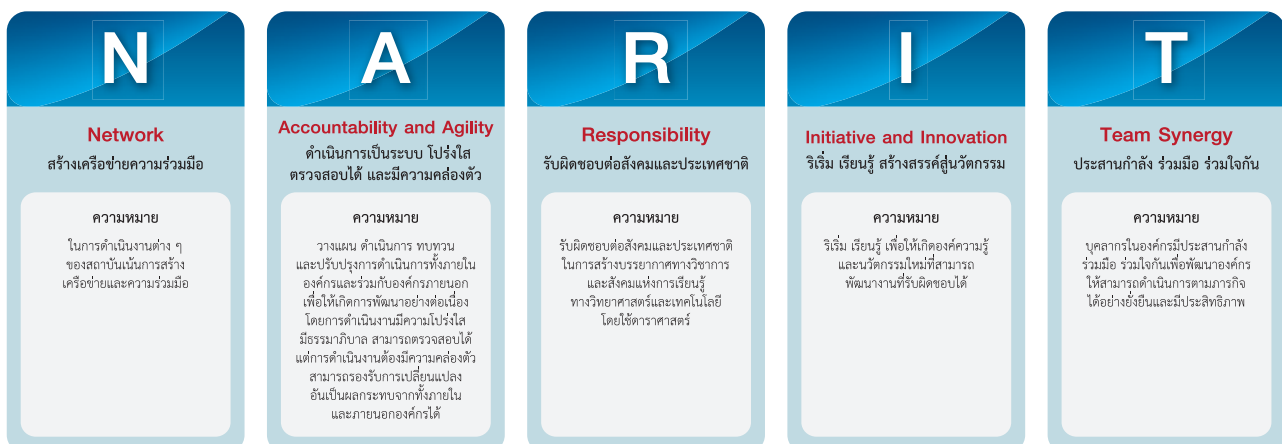 N
Network
สร้างเครือข่ายความร่วมมือ
ความหมาย
ในการดำเนินงานต่าง ๆ
ของสถาบันเน้นการสร้าง
เครือข่ายและความร่วมมือ
A
Accountability and Agility
ดำเนินการเป็นระบบ โปร่งใส
ตรวจสอบได้ และมีความคล่องตัว
ความหมาย
วางแผน ดำเนินการ ทบทวน
และปรับปรุงการดำเนินการทั้งภายใน
องค์กรและร่วมกับองค์กรภายนอก
เพื่อให้เกิดการพัฒนาอย่างต่อเนื่อง
โดยการดำเนินงานมีความโปร่งใส
มีธรรมาภิบาล สามารถตรวจสอบได้
แต่การดำเนินงานต้องมีความคล่องตัว
สามารถรองรับการเปลี่ยนแปลง
อันเป็นผลกระทบจากทั้งภายใน
และภายนอกองค์กรได้
R
Responsibility
รับผิดชอบต่อสังคมและประเทศชาติ
ความหมาย
รับผิดชอบต่อสังคมและประเทศชาติ
ในการสร้างบรรยากาศทางวิชาการ
และสังคมแห่งการเรียนรู้
ทางวิทยาศาสตร์และเทคโนโลยี
โดยใช้ดาราศาสตร์
I
Initiative and Innovation
ริเริ่ม เรียนรู้ สร้างสรรค์สู่นวัตกรรม
ความหมาย
ริเริ่ม เรียนรู้ เพื่อให้เกิดองค์ความรู้
และนวัตกรรมใหม่ที่สามารถ
พัฒนางานที่รับผิดชอบได้
T
Team Synergy
ประสานกำลัง ร่วมมือ ร่วมใจกัน
ความหมาย
บุคลากรในองค์กรมีประสานกำลัง
ร่วมมือ ร่วมใจกันเพื่อพัฒนาองค์กร
ให้สามารถดำเนินการตามภารกิจ
ได้อย่างยั่งยืนและมีประสิทธิภาพ